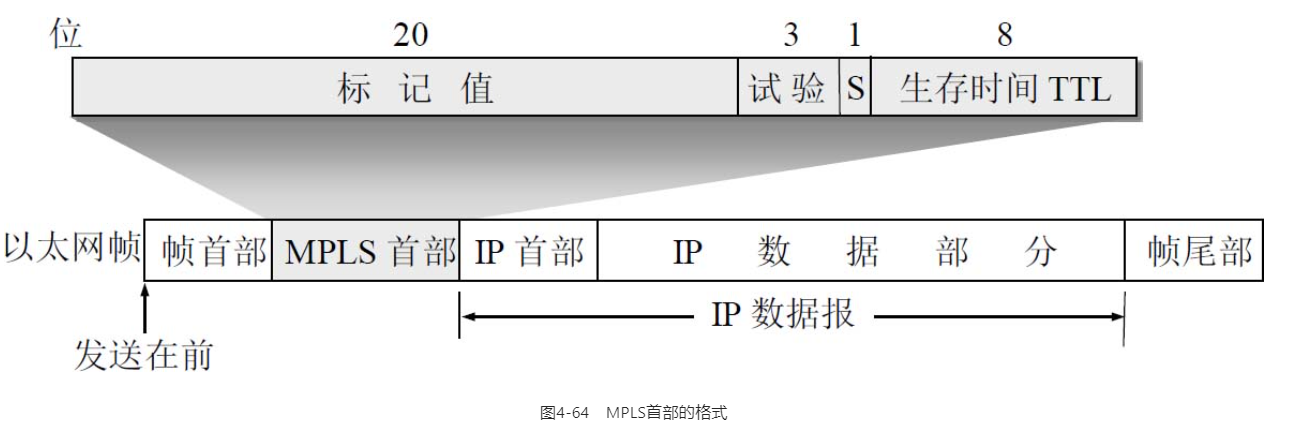 位 20 3 1 8
标记值 试验 S 生存时间 TTL
以太网帧 帧首部 MPLS 首部 IP 首部 IP 数据部分 帧尾部
IP 数据报
发送在前
图4-64 MPLS首部的格式